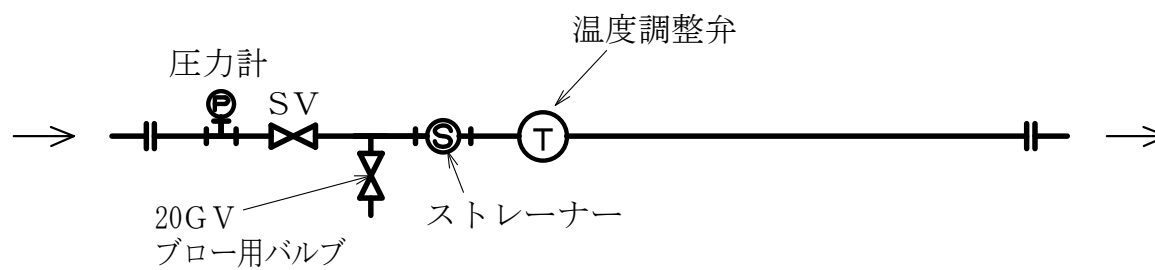 温度調整弁
圧力計
P
SV
S
T
20GV
ブロー用バルブ
ストレーナー